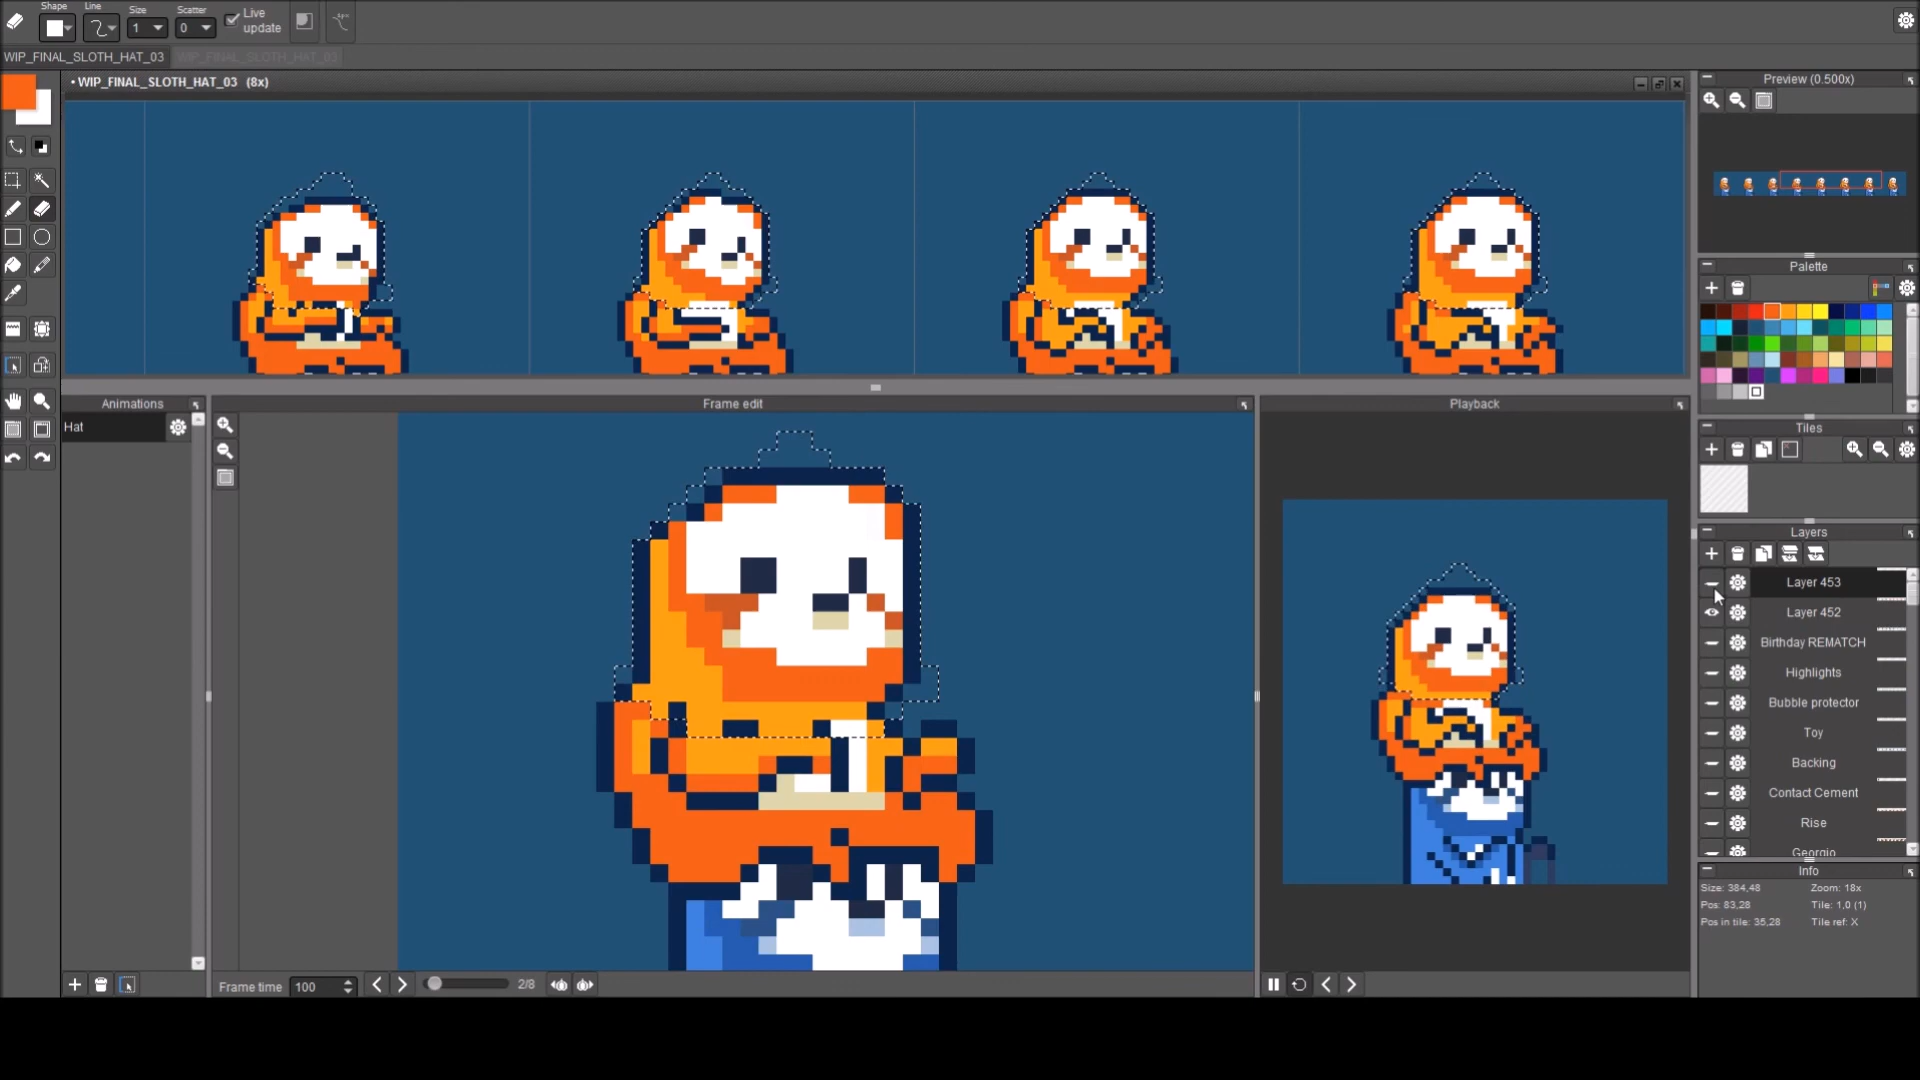 Shape Line Size Scatter Live update
1 0
WIP_FINAL_SLOTH_HAT_03 WIP_FINAL_SLOTH_HAT_03
• WIP_FINAL_SLOTH_HAT_03 (8x)
Preview (0.500x)
Palette
Animations
Frame edit
Playback
Hat
Tiles
Layers
Layer 453
Layer 452
Birthday REMATCH
Highlights
Bubble protector
Toy
Backing
Contact Cement
Rise
Georgio
Info
Size: 384,48 Zoom: 18x
Pos: 83,28 Tile: 1,0 (1)
Pos in tile: 35,28 Tile ref: X
Frame time 100 2/8